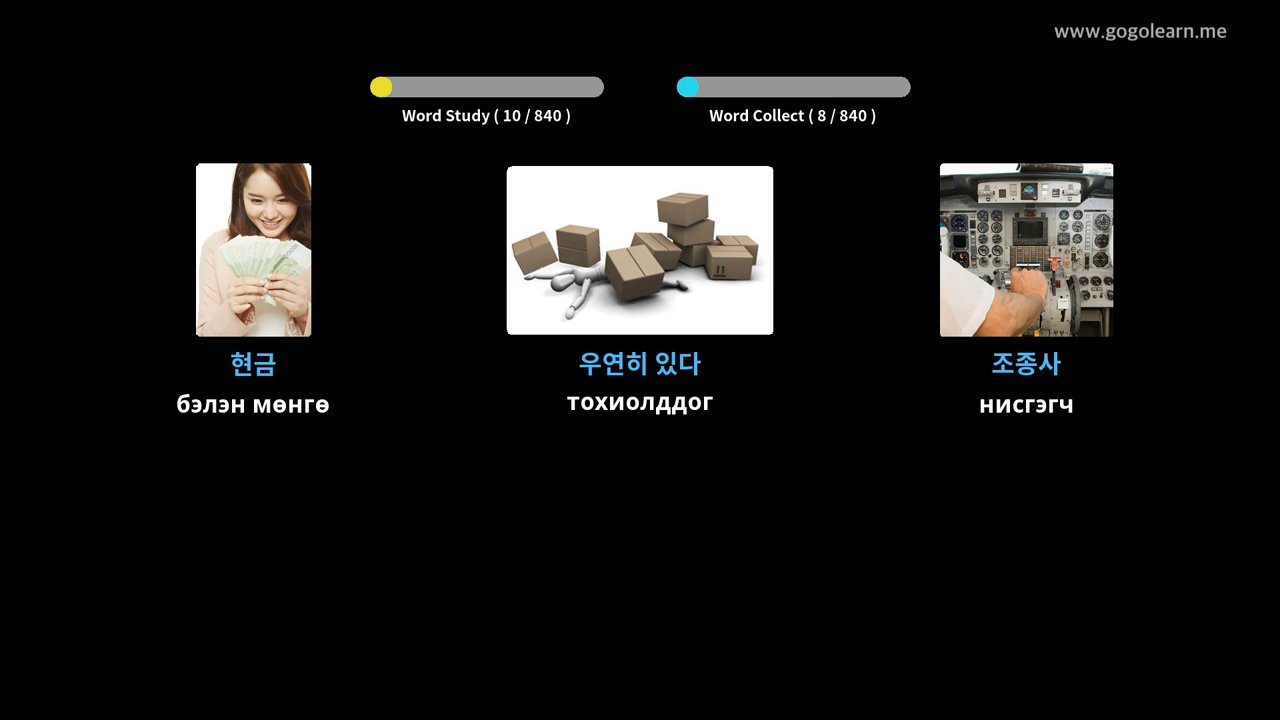 www.gogolearn.me
Word Study ( 10 / 840 )
Word Collect ( 8 / 840 )
현금
우연히 있다
조종사
бэлэн мөнгө
тохиолддог
нисгэгч